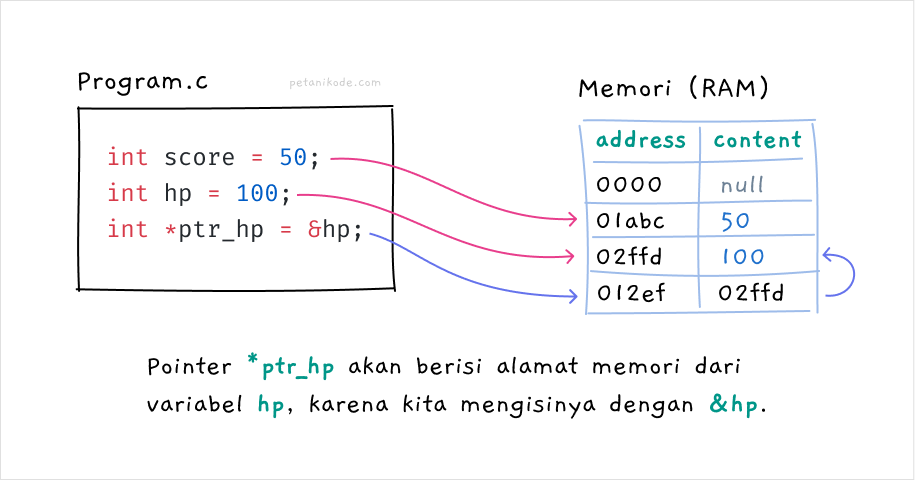 Program.c
petanikode.com
int score = 50;
int hp = 100;
int *ptr_hp = &hp;
Memori (RAM)
address content
0000 null
01abc 50
02ffd 100
012ef 02ffd
Pointer *ptr_hp akan berisi alamat memori dari
variabel hp, karena kita mengisinya dengan &hp.